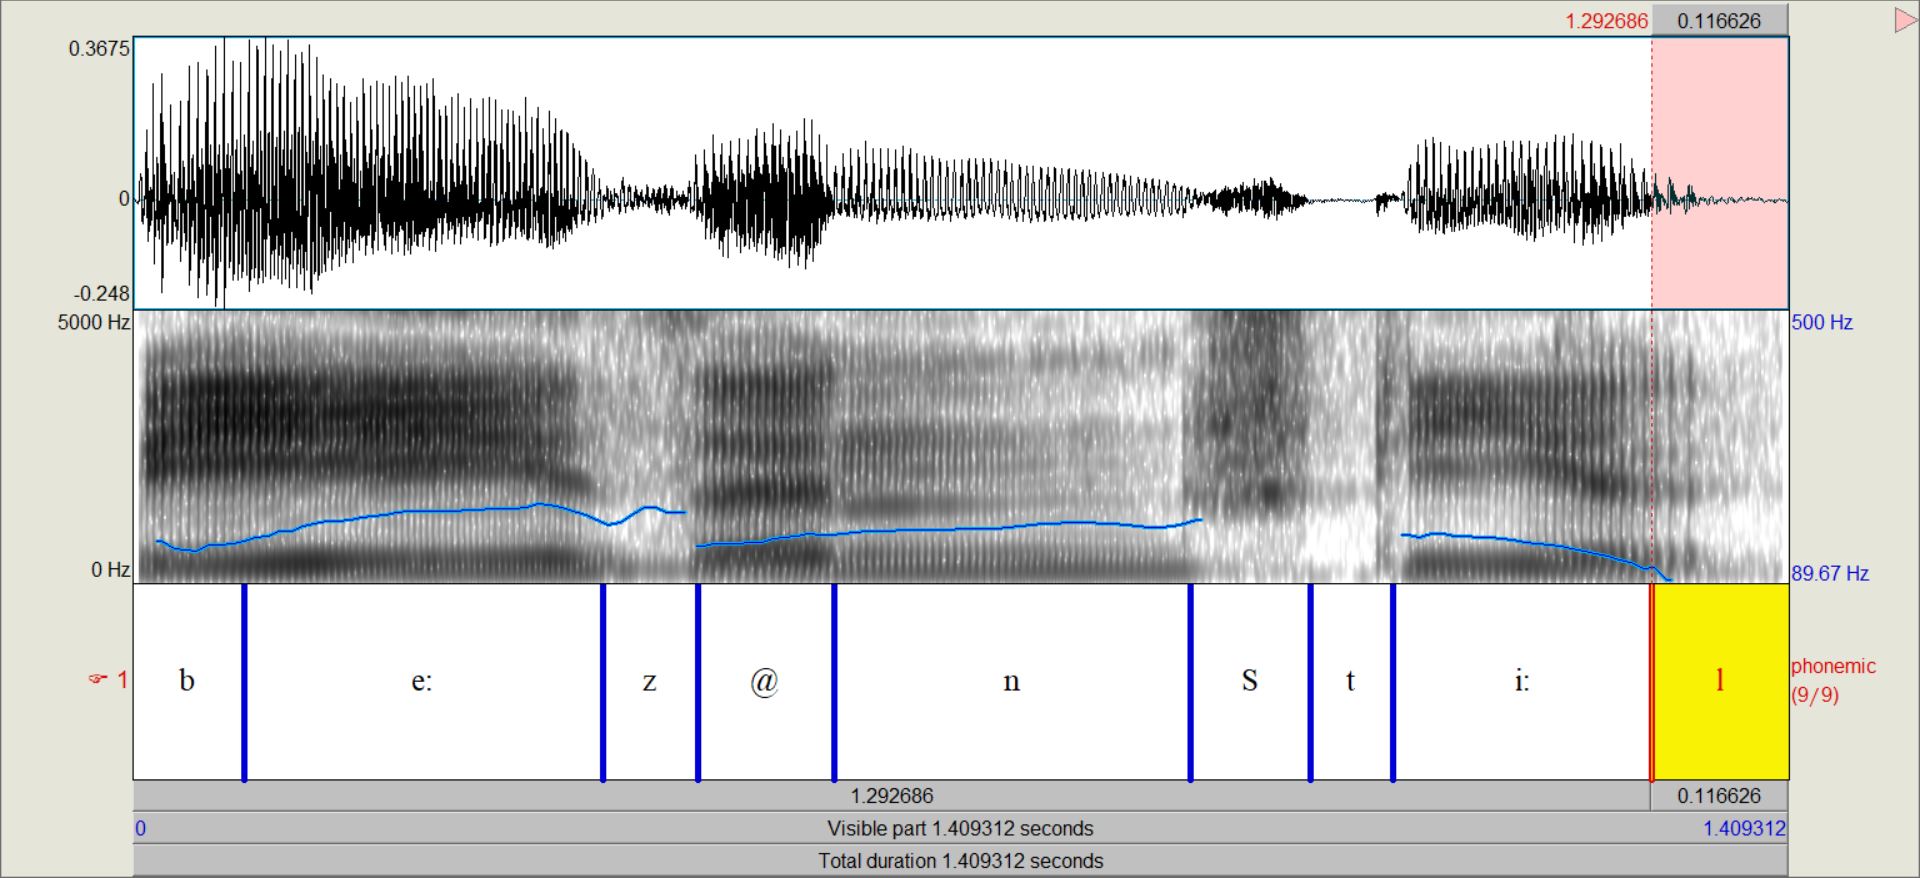 1.292686 0.116626
0.3675
0
-0.248
5000 Hz 500 Hz
0 Hz 89.67 Hz
☞ 1 b e: z @ n S t i: l phonemic
(9/9)
1.292686 0.116626
0 Visible part 1.409312 seconds 1.409312
Total duration 1.409312 seconds